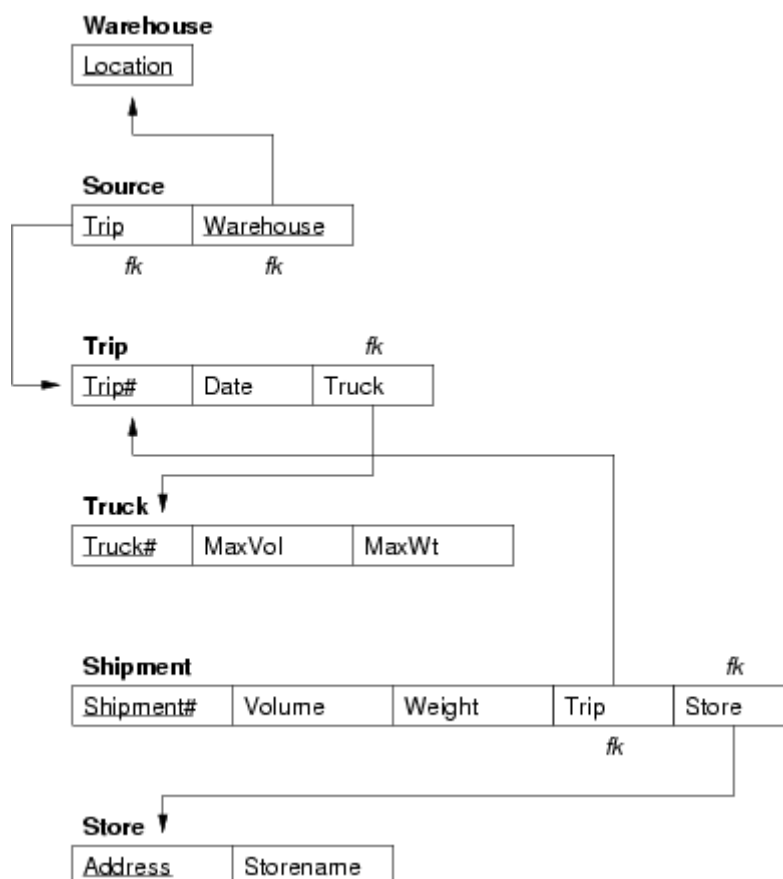 Warehouse
Location
Source
Trip Warehouse
fk fk
Trip fk
Trip# Date Truck
Truck
Truck# MaxVol MaxWt
Shipment fk
Shipment# Volume Weight Trip Store
fk
Store
Address Storename